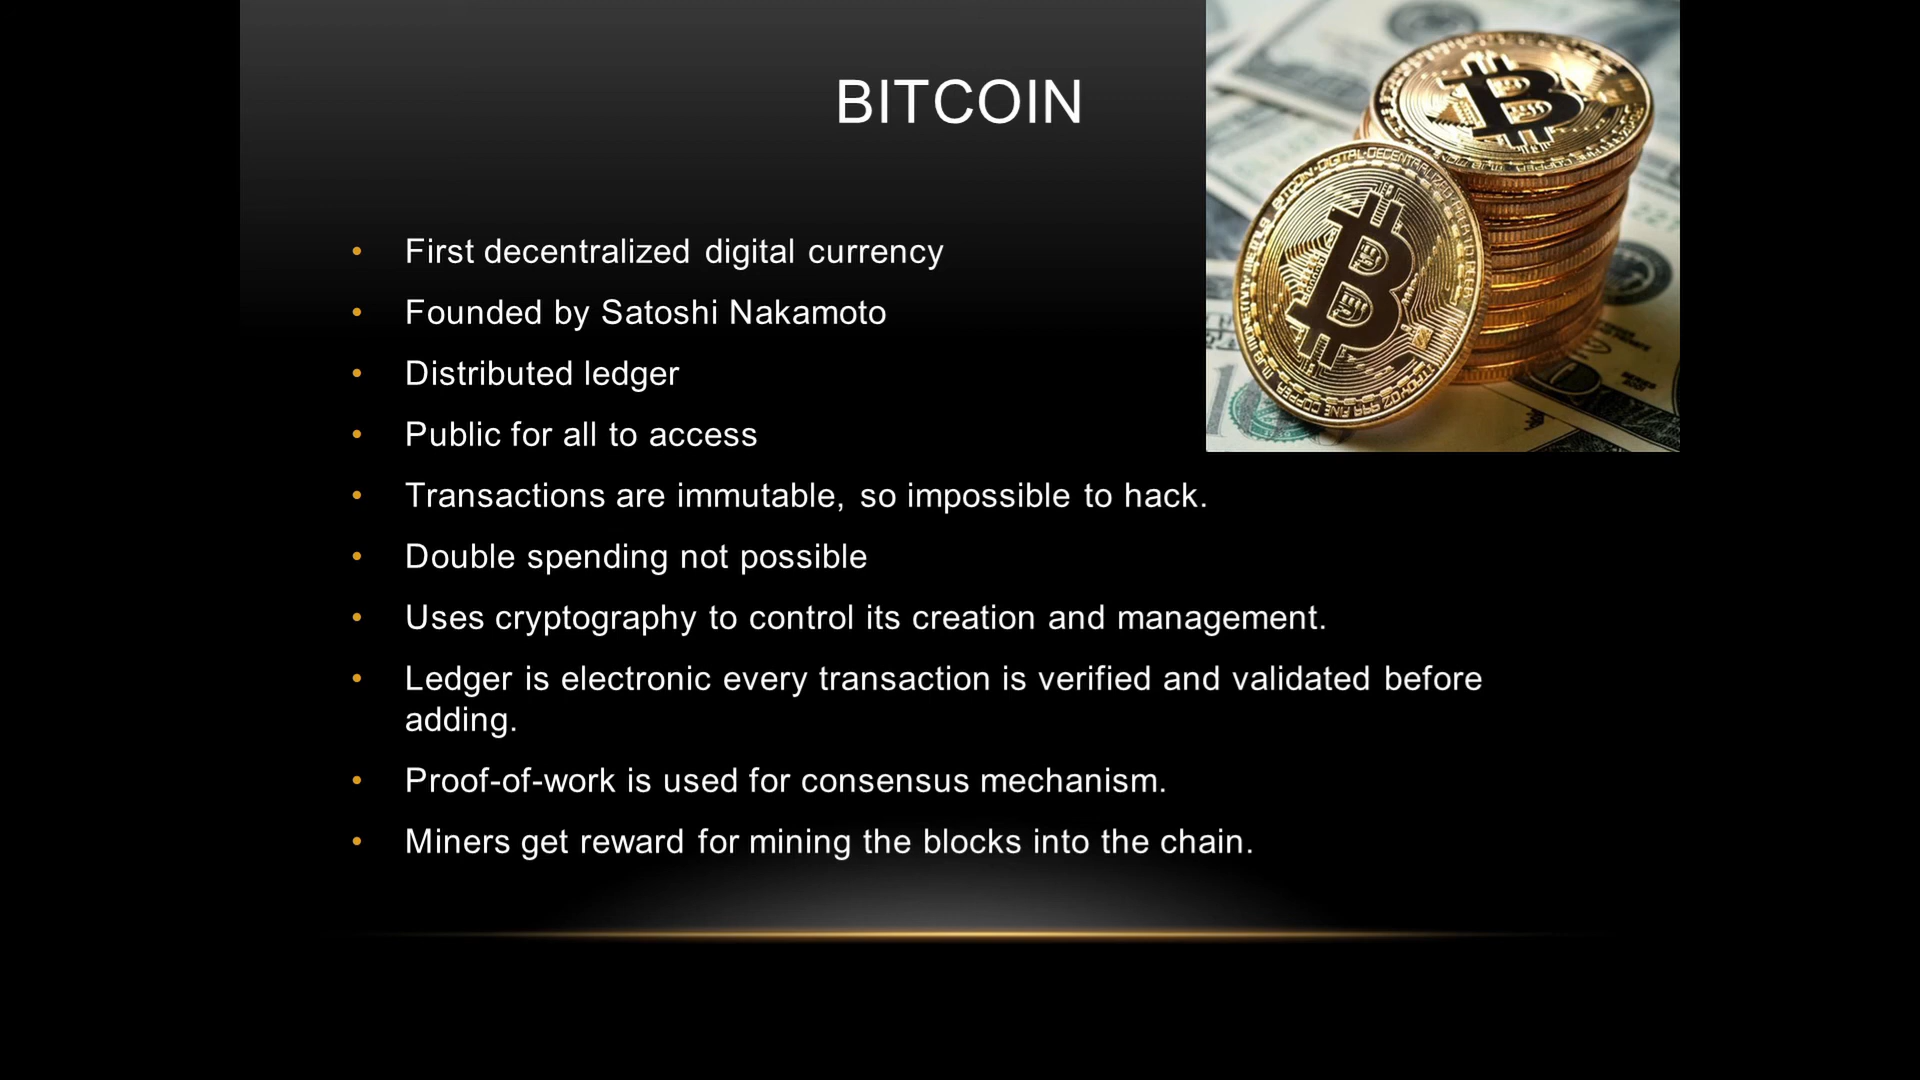 BITCOIN
• First decentralized digital currency
• Founded by Satoshi Nakamoto
• Distributed ledger
• Public for all to access
• Transactions are immutable, so impossible to hack.
• Double spending not possible
• Uses cryptography to control its creation and management.
• Ledger is electronic every transaction is verified and validated before
adding.
• Proof-of-work is used for consensus mechanism.
• Miners get reward for mining the blocks into the chain.
BITCOIN·DIGITAL·DECENTRALIZED